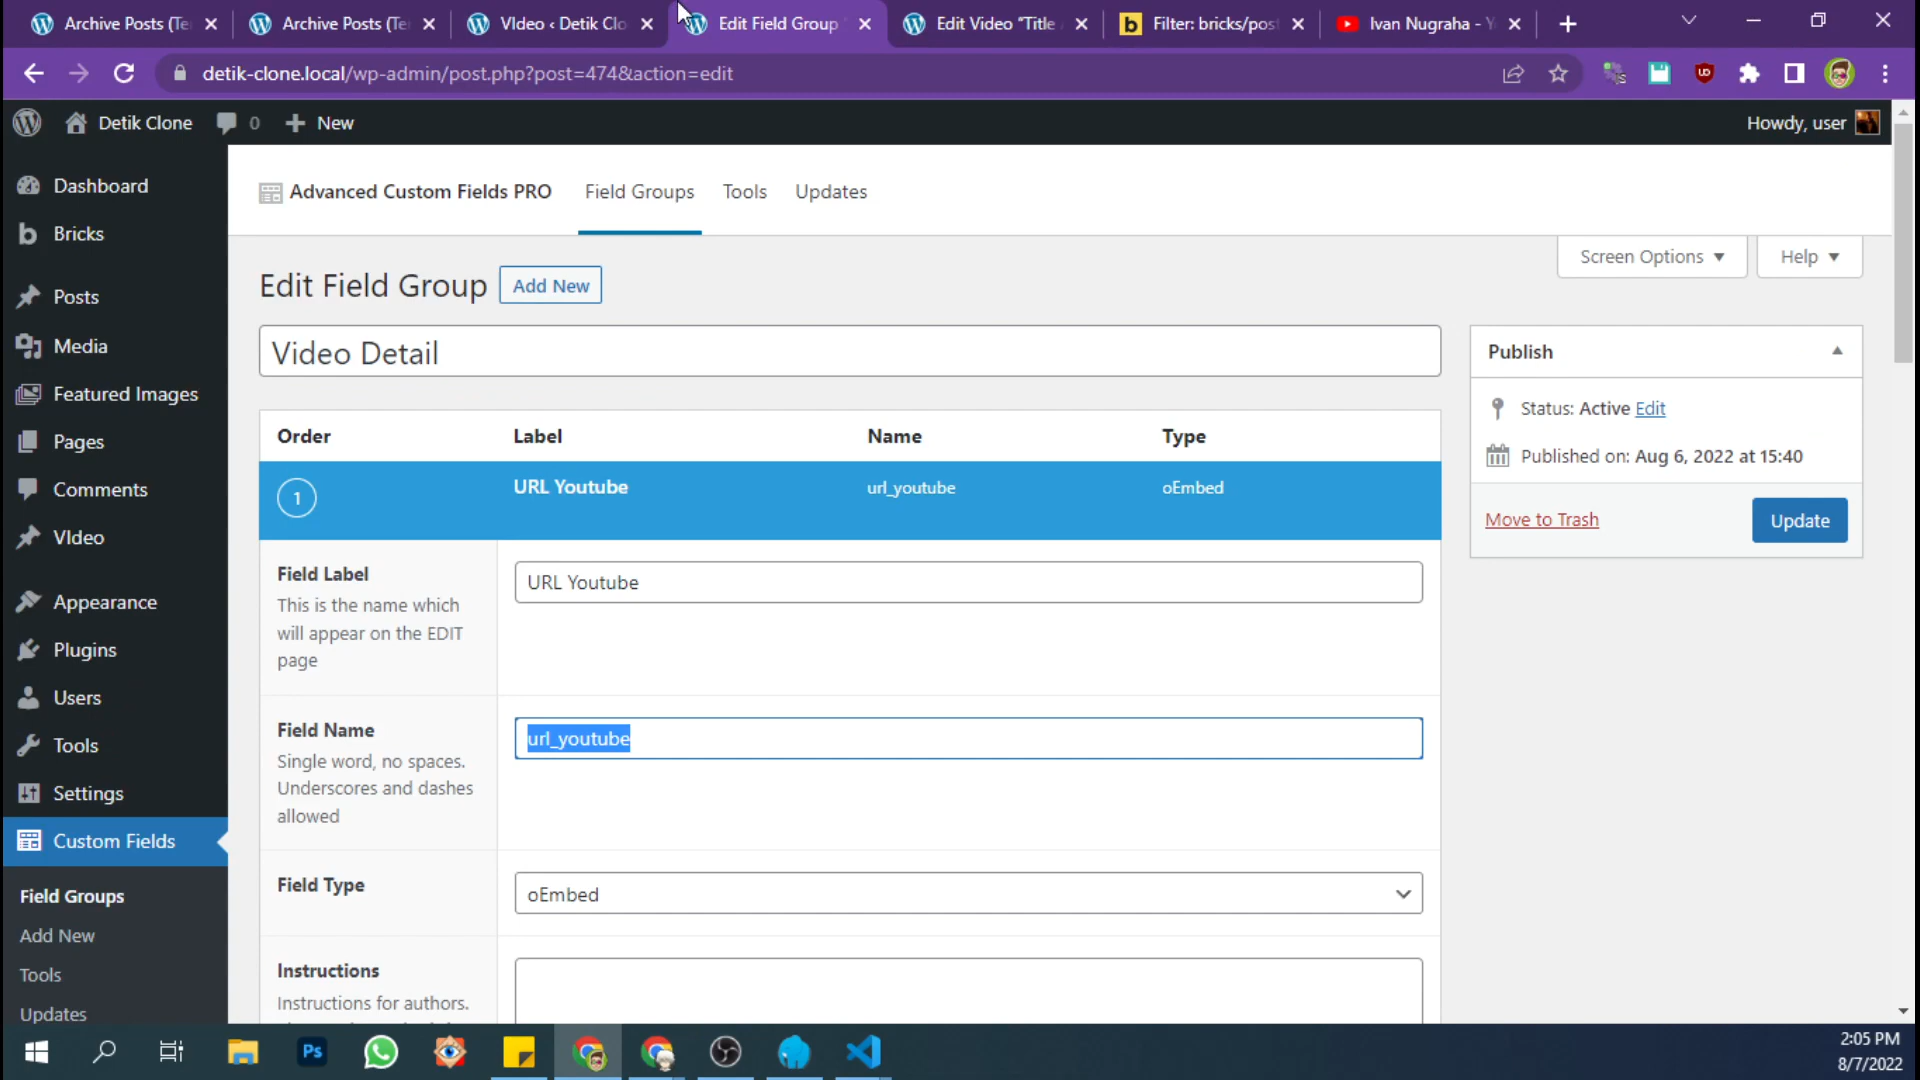 Archive Posts (Te
Archive Posts (Te
VIdeo ‹ Detik Clo
Edit Field Group
Edit Video "Title
Filter: bricks/pos
Ivan Nugraha - Y
detik-clone.local/wp-admin/post.php?post=474&action=edit
Detik Clone
0
New
Howdy, user
Dashboard
Bricks
Posts
Media
Featured Images
Pages
Comments
VIdeo
Appearance
Plugins
Users
Tools
Settings
Custom Fields
Field Groups
Add New
Tools
Updates
Advanced Custom Fields PRO
Field Groups
Tools
Updates
Screen Options
Help
Edit Field Group
Add New
Video Detail
Order
Label
Name
Type
1
URL Youtube
url_youtube
oEmbed
Field Label
This is the name which
will appear on the EDIT
page
URL Youtube
Field Name
Single word, no spaces.
Underscores and dashes
allowed
url_youtube
Field Type
oEmbed
Instructions
Instructions for authors.
Publish
Status: Active Edit
Published on: Aug 6, 2022 at 15:40
Move to Trash
Update
Ps
2:05 PM
8/7/2022